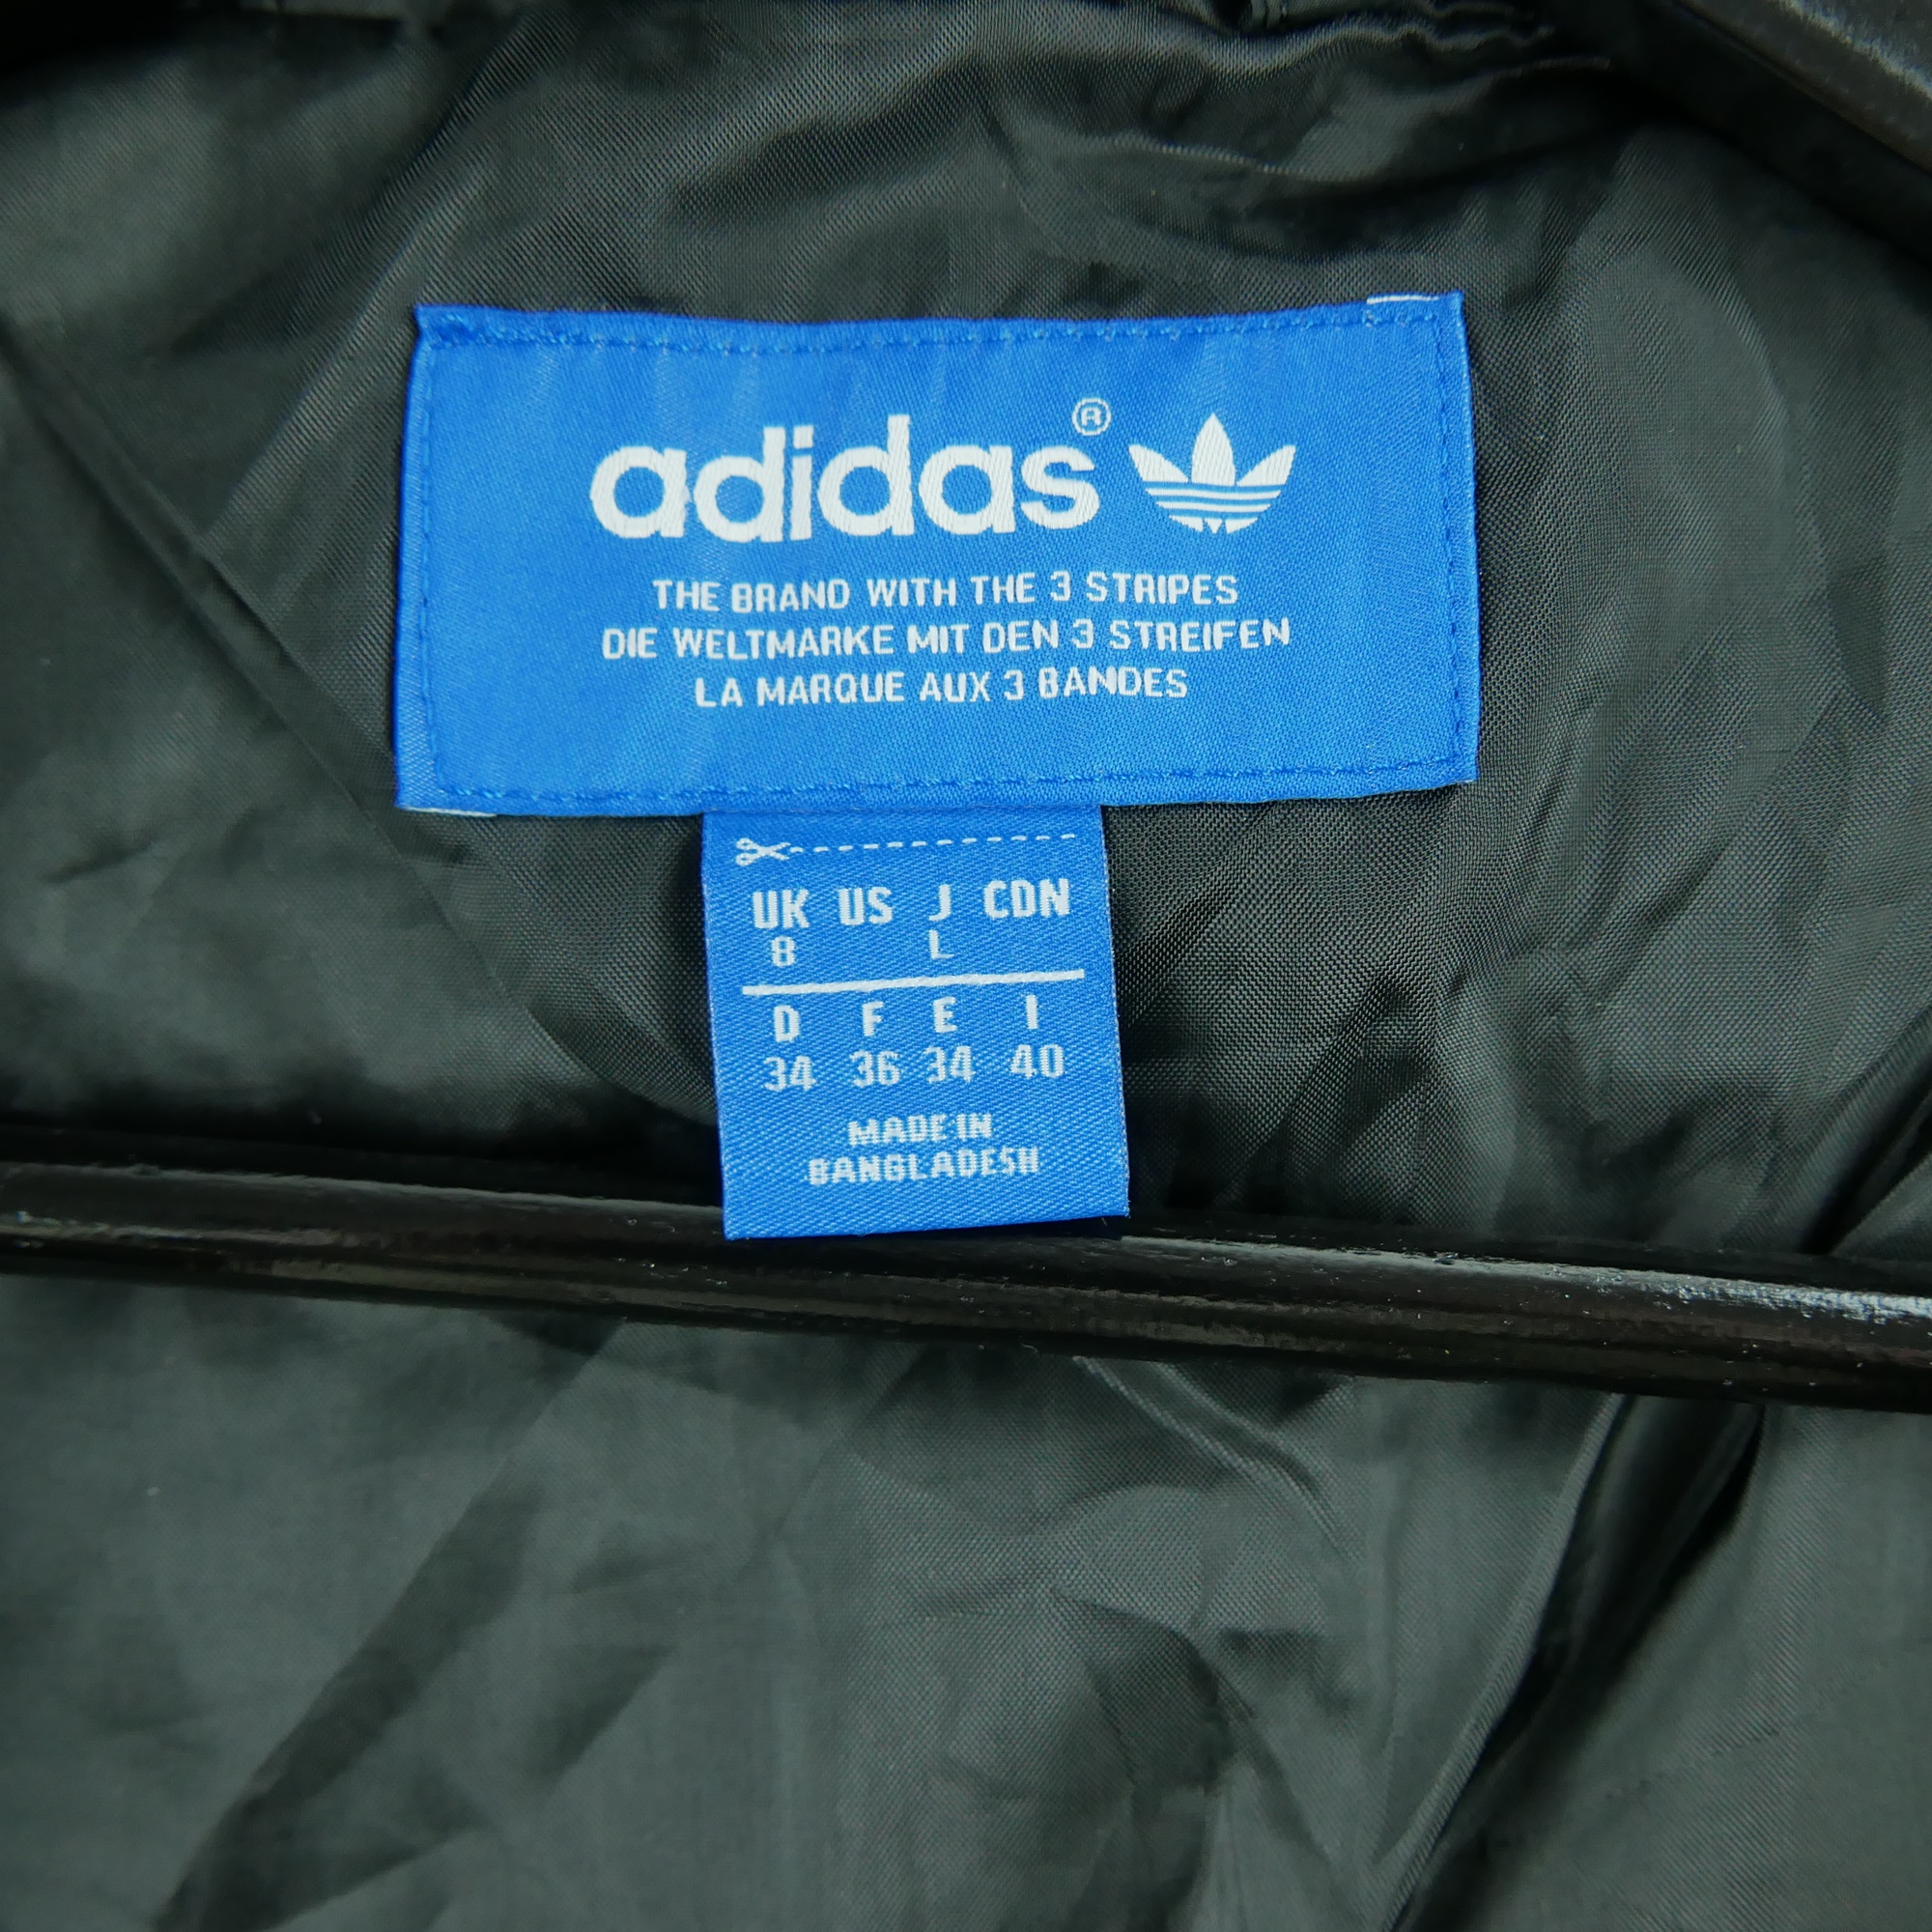 adidas®
THE BRAND WITH THE 3 STRIPES
DIE WELTMARKE MIT DEN 3 STREIFEN
LA MARQUE AUX 3 BANDES
UK US J CDN
8 L
D F E I
34 36 34 40
MADE IN
BANGLADESH